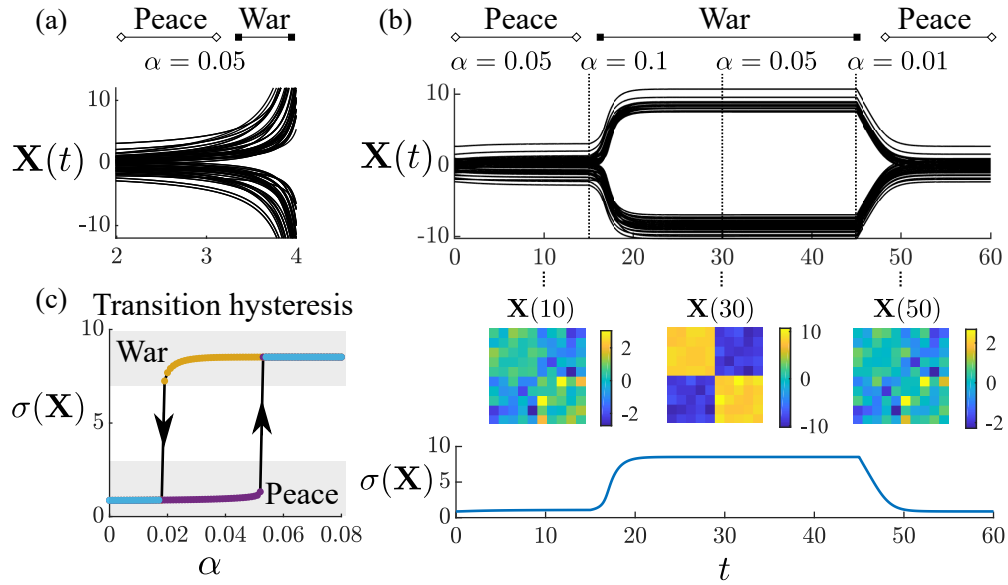 (a)
Peace
War
α = 0.05
X(t)
10
0
-10
2
3
4
(b)
Peace
War
Peace
α = 0.05
α = 0.1
α = 0.05
α = 0.01
X(t)
10
0
-10
0
10
20
30
40
50
60
(c)
Transition hysteresis
War
Peace
σ(X)
10
5
0
0
0.02
0.04
0.06
0.08
α
X(10)
2
0
-2
X(30)
10
0
-10
X(50)
2
0
-2
σ(X)
10
5
0
0
10
20
30
40
50
60
t